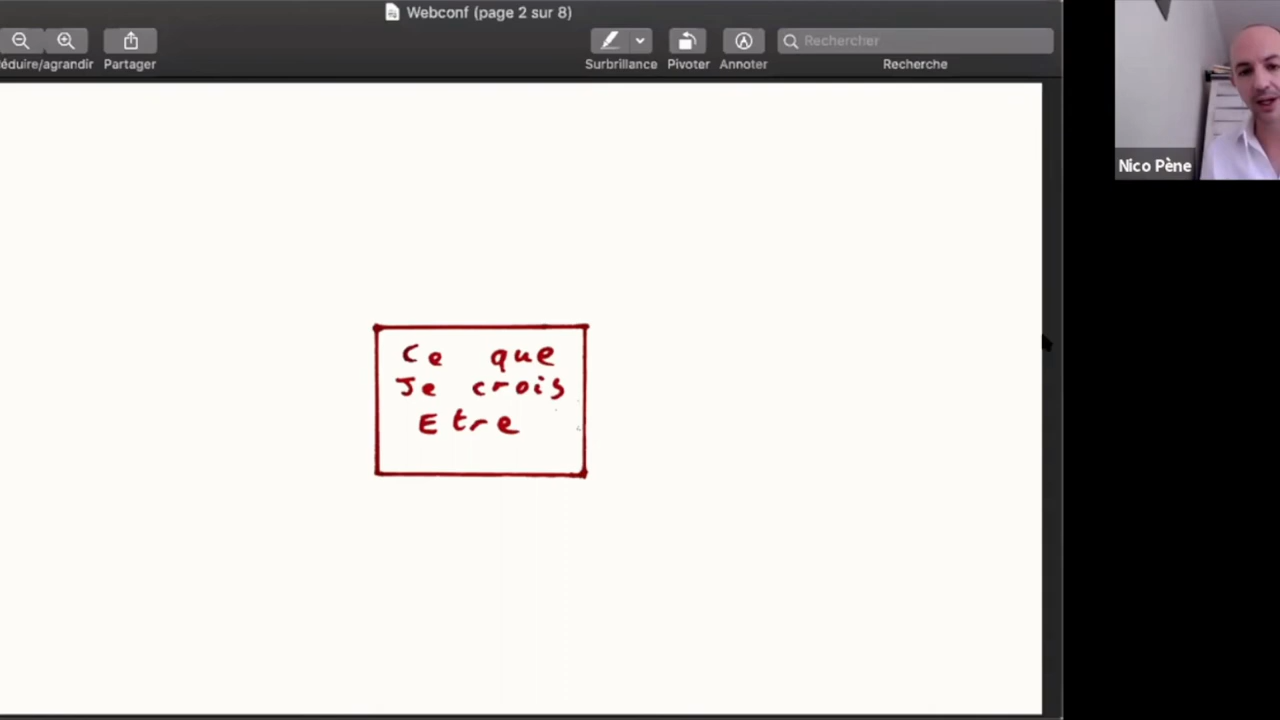 Webconf (page 2 sur 8)
éduire/agrandir
Partager
Surbrillance
Pivoter
Annoter
Rechercher
Recherche
Nico Pène
Ce que
Je crois
Etre